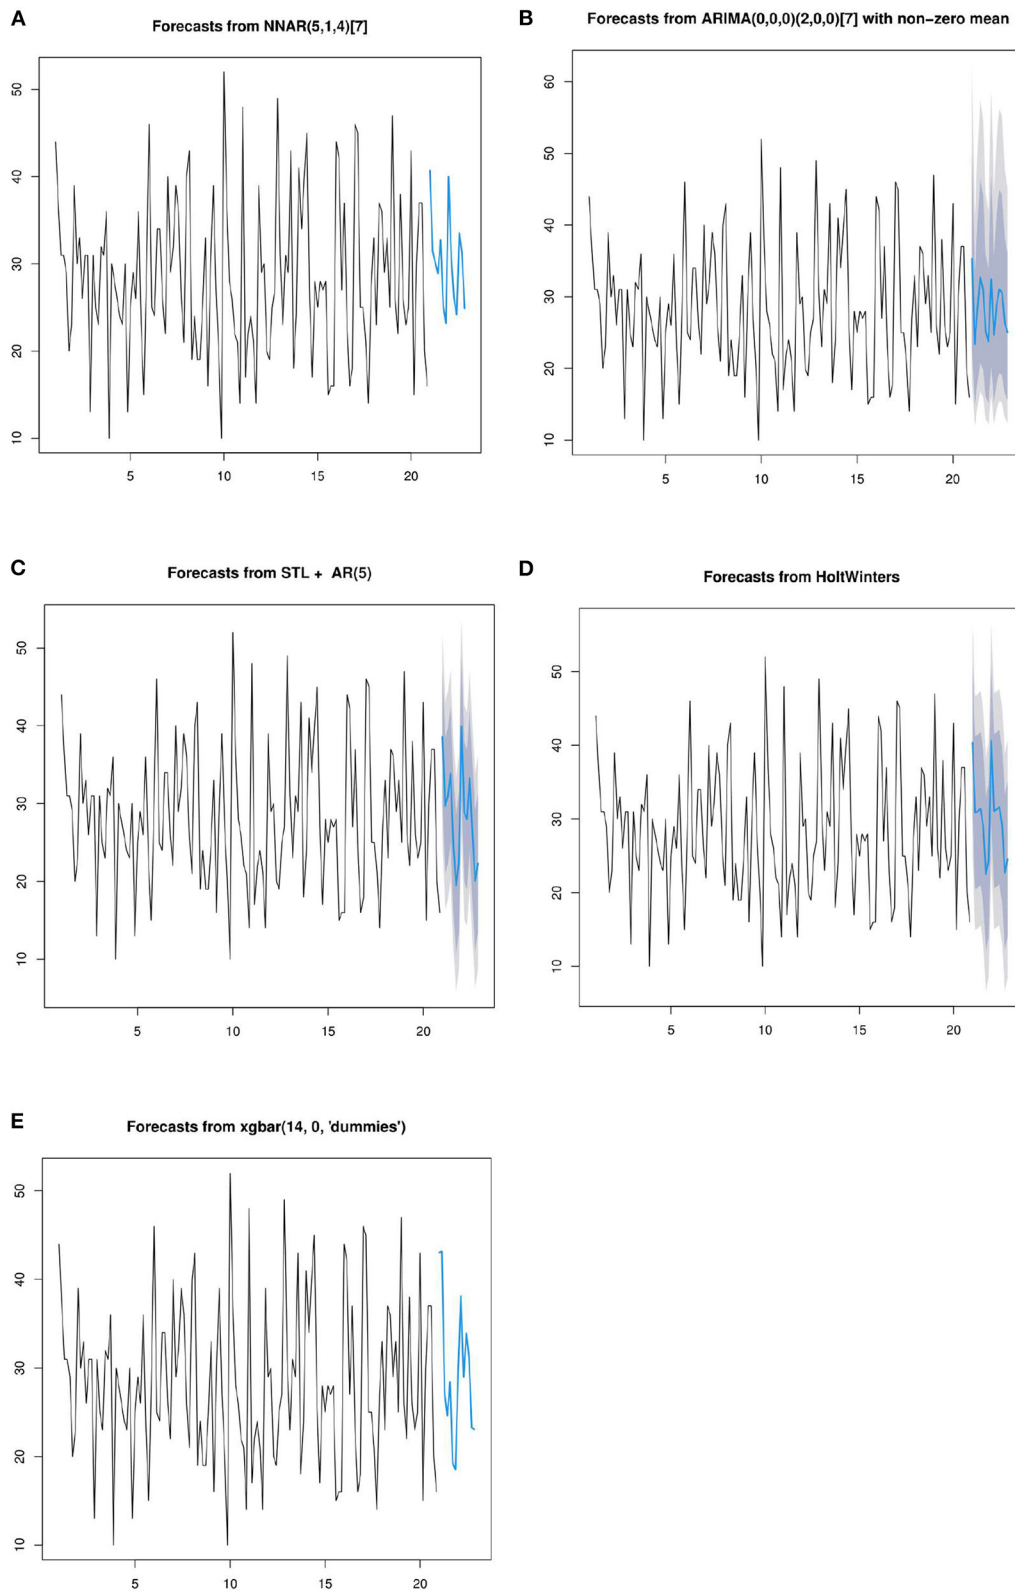 A
Forecasts from NNAR(5,1,4)[7]
50
40
30
20
10
5 10 15 20
B
Forecasts from ARIMA(0,0,0)(2,0,0)[7] with non−zero mean
60
50
40
30
20
10
5 10 15 20
C
Forecasts from STL + AR(5)
50
40
30
20
10
5 10 15 20
D
Forecasts from HoltWinters
50
40
30
20
10
5 10 15 20
E
Forecasts from xgbar(14, 0, 'dummies')
50
40
30
20
10
5 10 15 20